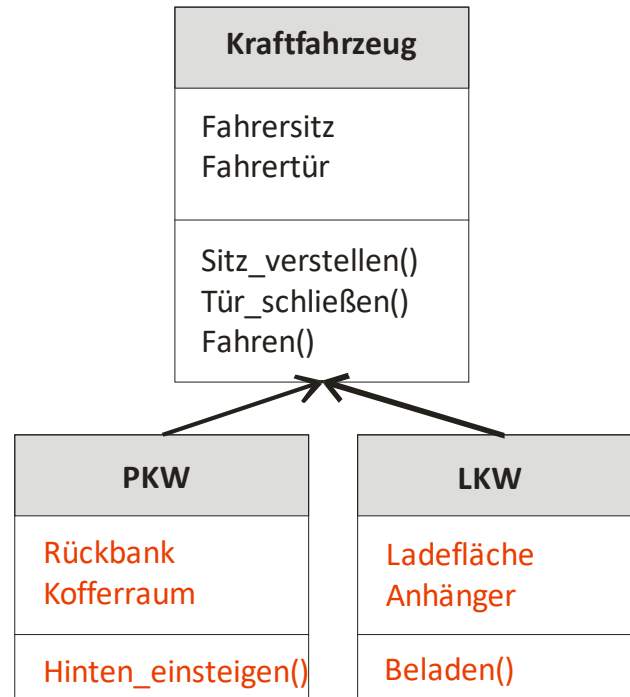 Kraftfahrzeug
Fahrersitz
Fahrertür
Sitz_verstellen()
Tür_schließen()
Fahren()
PKW
Rückbank
Kofferraum
Hinten_einsteigen()
LKW
Ladefläche
Anhänger
Beladen()